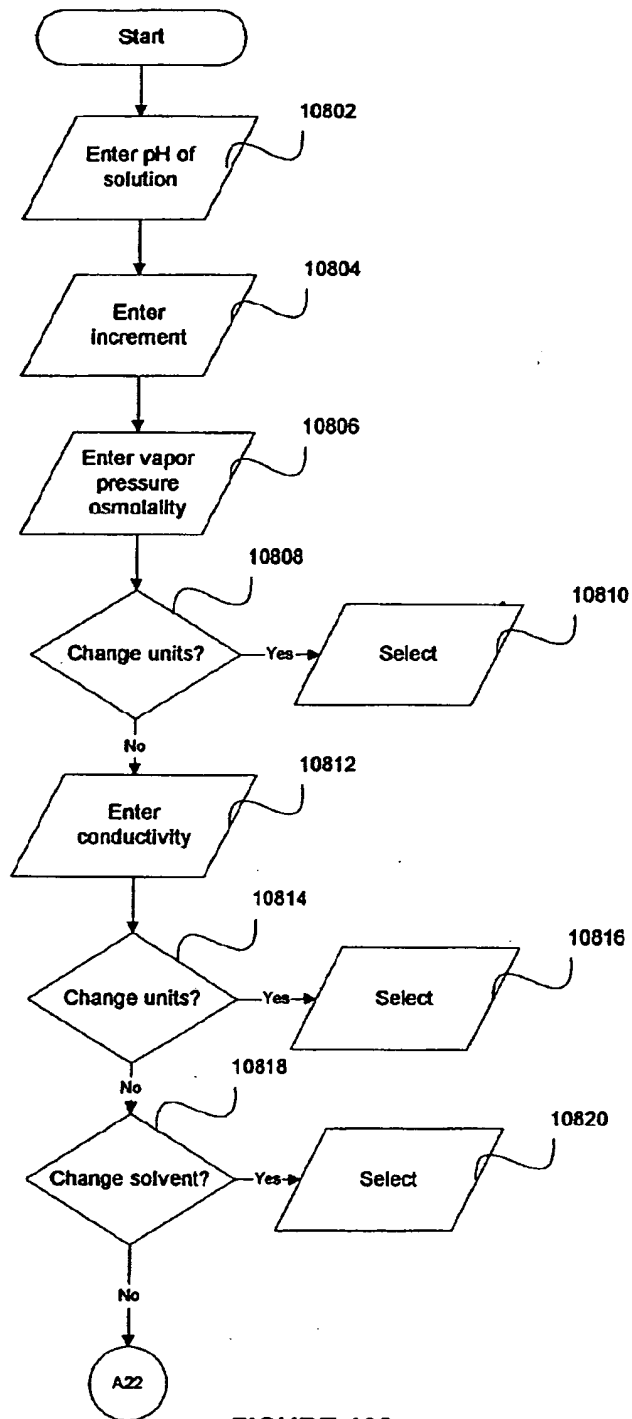 Start
10802
Enter pH of
solution
10804
Enter
increment
10806
Enter vapor
pressure
osmolality
10808
Change units?
Yes
10810
Select
No
10812
Enter
conductivity
10814
Change units?
Yes
10816
Select
No
10818
Change solvent?
Yes
10820
Select
No
A22